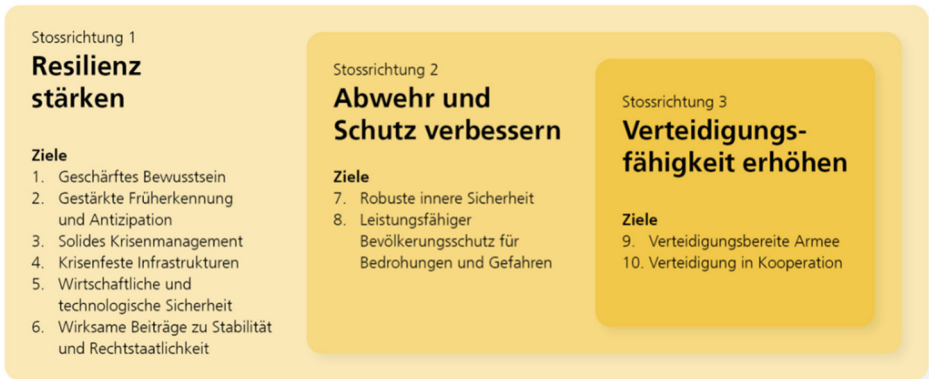 Stossrichtung 1
Resilienz
stärken
Ziele
1. Geschärftes Bewusstsein
2. Gestärkte Früherkennung
und Antizipation
3. Solides Krisenmanagement
4. Krisenfeste Infrastrukturen
5. Wirtschaftliche und
technologische Sicherheit
6. Wirksame Beiträge zu Stabilität
und Rechtstaatlichkeit
Stossrichtung 2
Abwehr und
Schutz verbessern
Ziele
7. Robuste innere Sicherheit
8. Leistungsfähiger
Bevölkerungsschutz für
Bedrohungen und Gefahren
Stossrichtung 3
Verteidigungs-
fähigkeit erhöhen
Ziele
9. Verteidigungsbereite Armee
10. Verteidigung in Kooperation